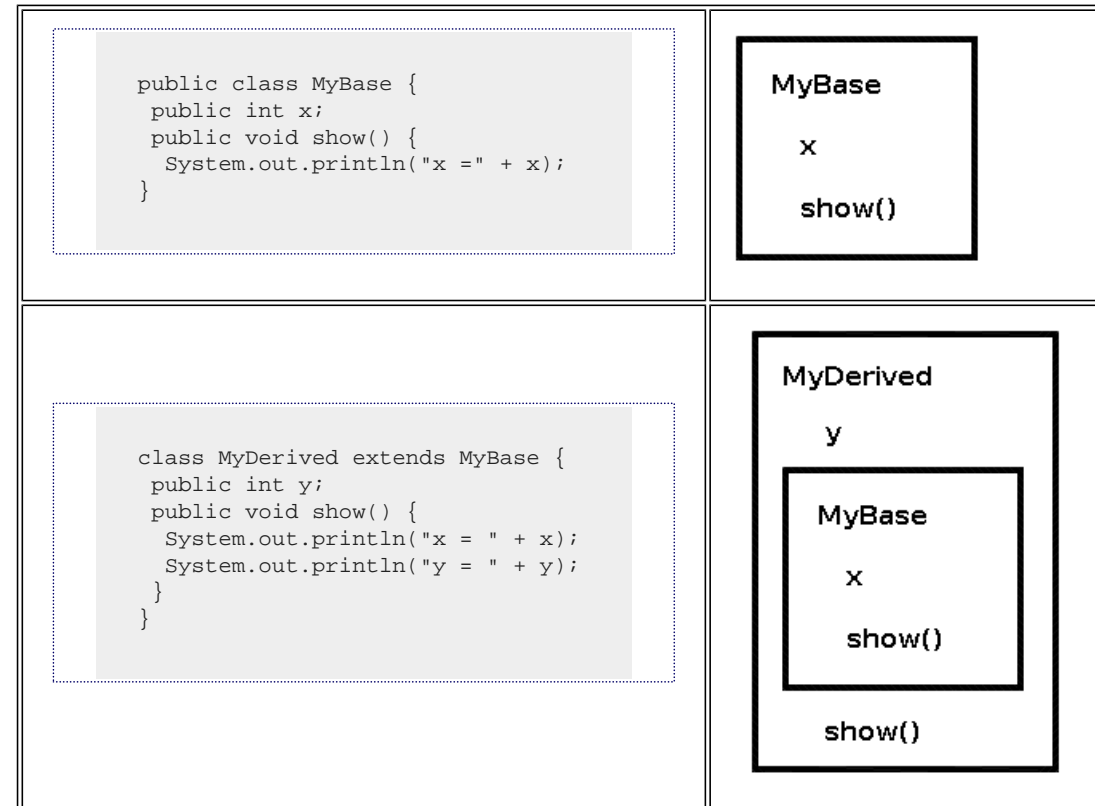 public class MyBase {
public int x;
public void show() {
System.out.println("x =" + x);
}
MyBase
x
show()
class MyDerived extends MyBase {
public int y;
public void show() {
System.out.println("x = " + x);
System.out.println("y = " + y);
}
}
MyDerived
y
MyBase
x
show()
show()